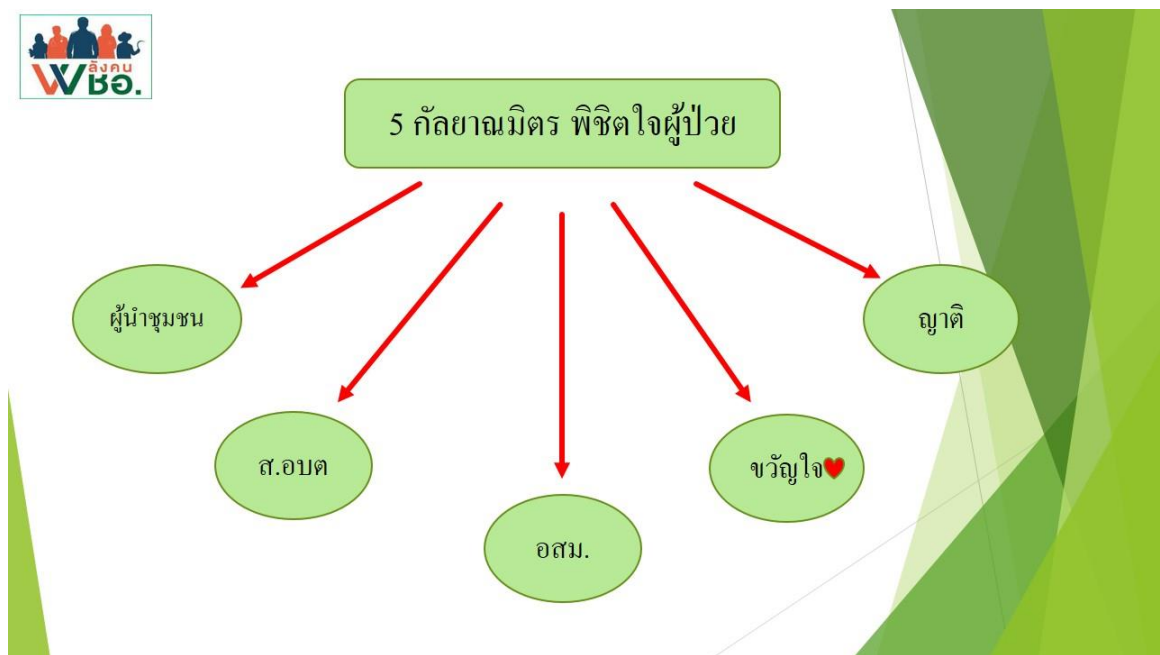 พลังคน
พชอ.
5 กัลยาณมิตร พิชิตใจผู้ป่วย
ผู้นำชุมชน
ญาติ
ส.อบต
ขวัญใจ
อสม.